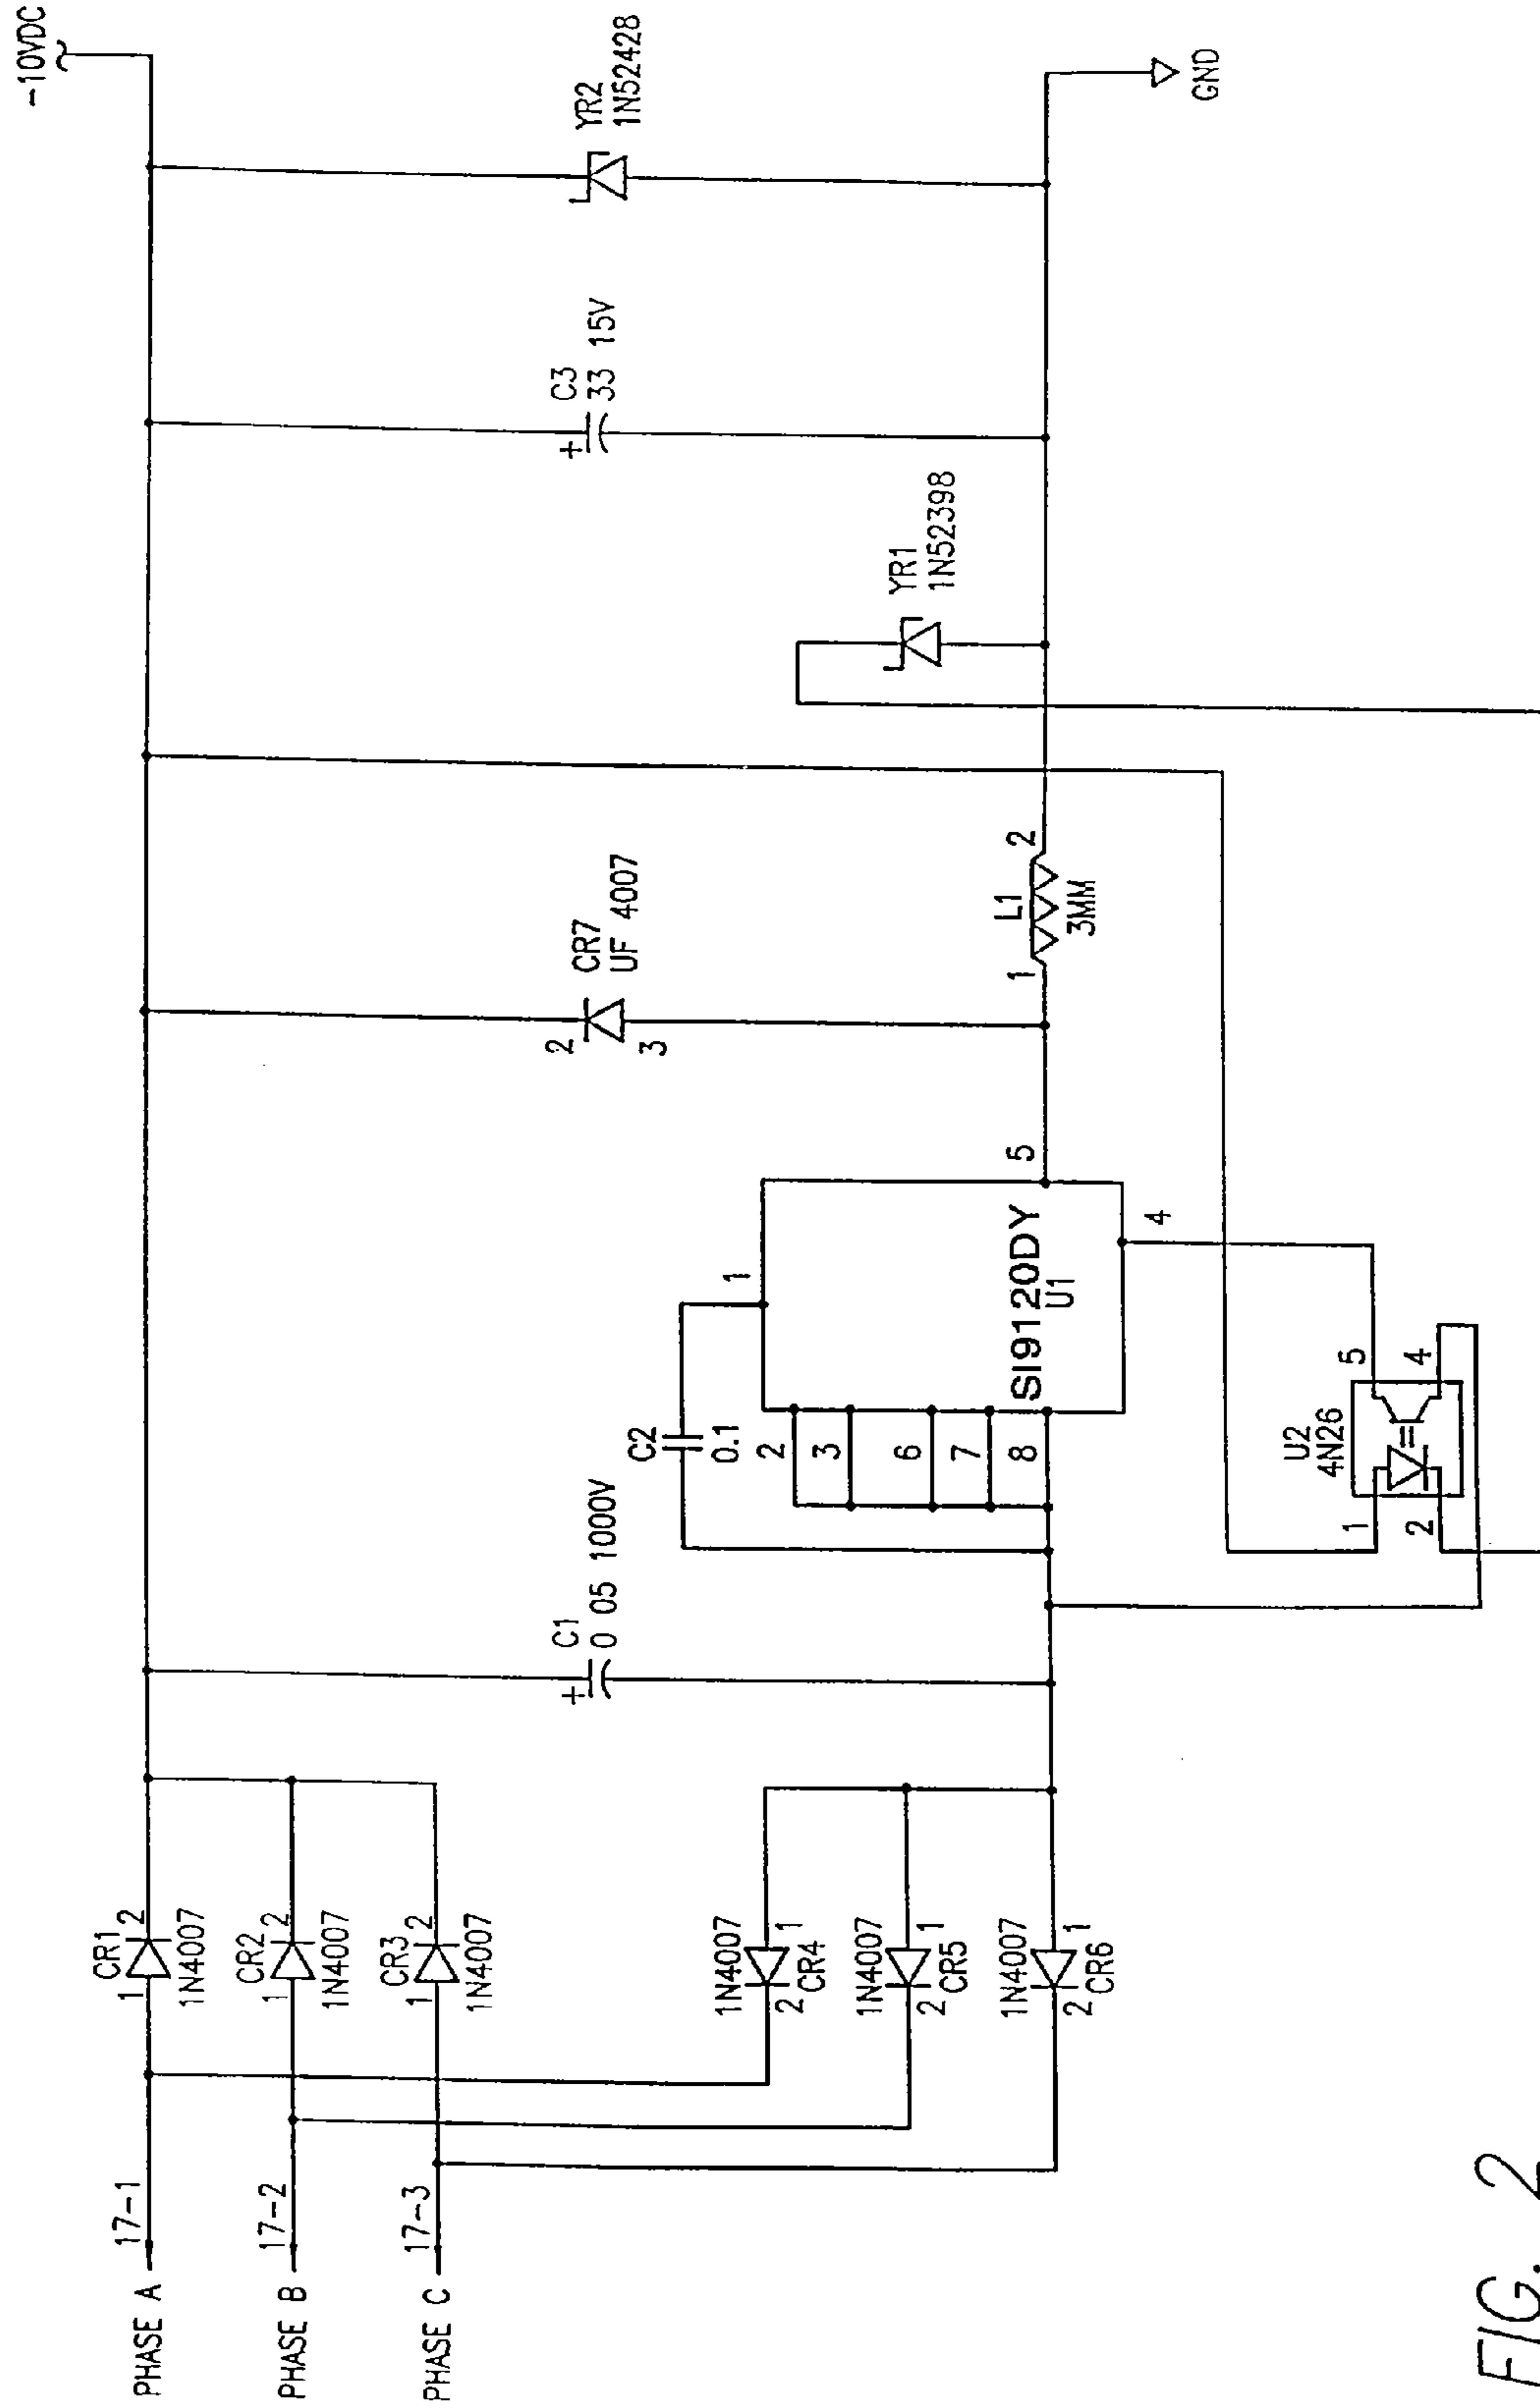 -10VDC
YR2
1N52428
GND
C3
+
33 15V
YR1
1N52398
CR7
UF 4007
2
3
L1
1
2
3MM
C1
+
0 05 1000V
C2
0.1
1
2
3
6
7
8
5
4
SI9120DY
U1
U2
4N26
1
2
5
4
PHASE A
17-1
CR1
1
2
1N4007
PHASE B
17-2
CR2
1
2
1N4007
PHASE C
17-3
CR3
1
2
1N4007
1N4007
2
1
CR4
1N4007
2
1
CR5
1N4007
2
1
CR6
FIG. 2